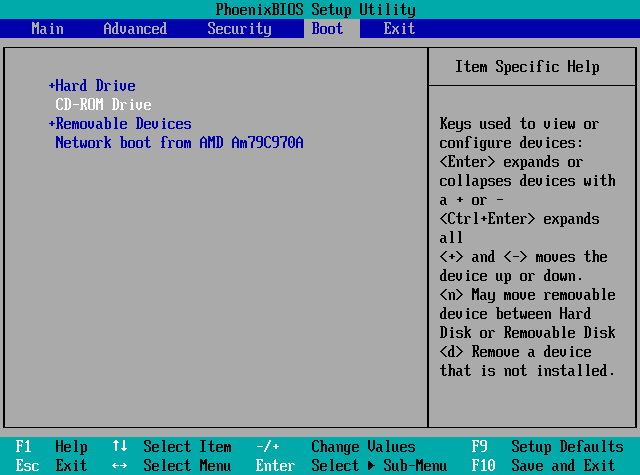 PhoenixBIOS Setup Utility
Main Advanced Security Boot Exit
Item Specific Help
+Hard Drive
CD-ROM Drive
+Removable Devices
Network boot from AMD Am79C970A
Keys used to view or
configure devices:
<Enter> expands or
collapses devices with
a + or -
<Ctrl+Enter> expands
all
<+> and <-> moves the
device up or down.
<n> May move removable
device between Hard
Disk or Removable Disk
<d> Remove a device
that is not installed.
F1 Help ↑↓ Select Item -/+ Change Values F9 Setup Defaults
Esc Exit ↔ Select Menu Enter Select ▶ Sub-Menu F10 Save and Exit